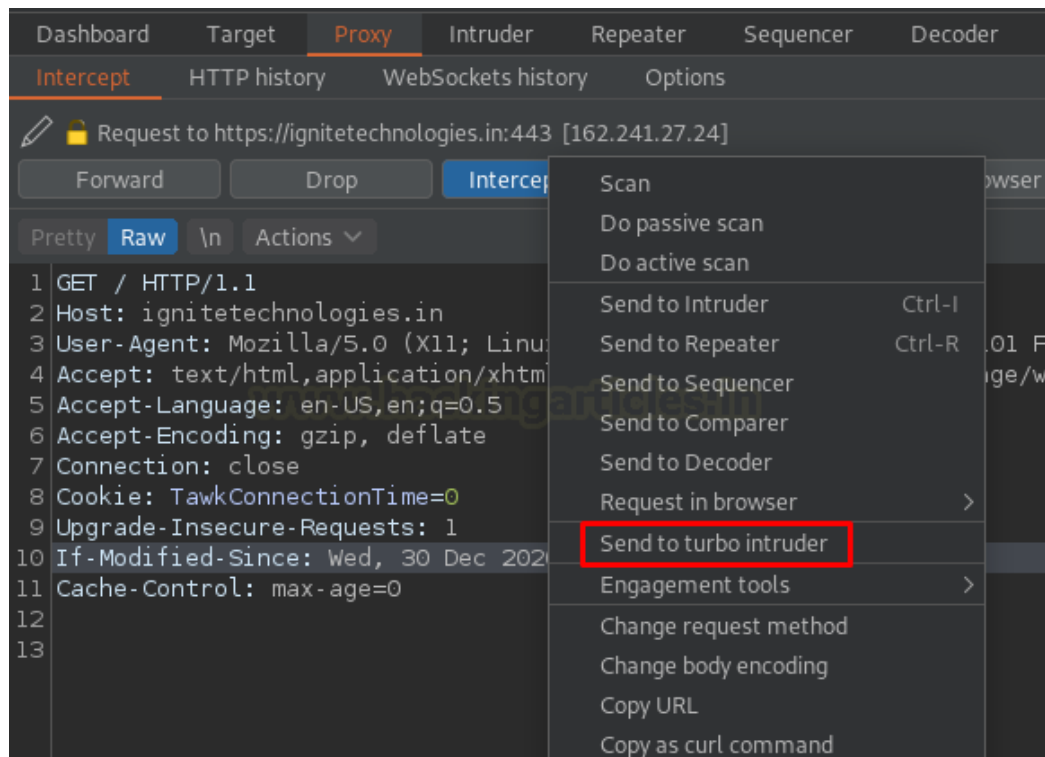 Dashboard Target Proxy Intruder Repeater Sequencer Decoder
Intercept HTTP history WebSockets history Options
Request to https://ignitetechnologies.in:443 [162.241.27.24]
Forward Drop
Pretty Raw \n Actions
1 GET / HTTP/1.1
2 Host: ignitetechnologies.in
3 User-Agent: Mozilla/5.0 (X11;
4 Accept: text/html,application/
5 Accept-Language: en-US,en;q=0.5
6 Accept-Encoding: gzip, deflate
7 Connection: close
8 Cookie: TawkConnectionTime=0
9 Upgrade-Insecure-Requests: 1
10 If-Modified-Since: Wed, 30 Dec
11 Cache-Control: max-age=0
12
13
Scan
Do passive scan
Do active scan
Send to Intruder Ctrl-I
Send to Repeater Ctrl-R
Send to Sequencer
Send to Comparer
Send to Decoder
Request in browser >
Send to turbo intruder
Engagement tools >
Change request method
Change body encoding
Copy URL
Copy as curl command
www.hackingarticles.in